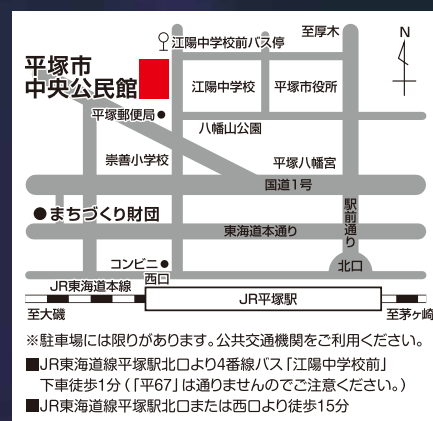 至厚木
N
江陽中学校前バス停
平塚市
中央公民館
江陽中学校
平塚市役所
平塚郵便局●
八幡山公園
崇善小学校
平塚八幡宮
国道1号
駅前通り
●まちづくり財団
東海道本通り
コンビニ●
西口
北口
JR東海道本線
JR平塚駅
至大磯
至茅ヶ崎
※駐車場には限りがあります。公共交通機関をご利用ください。
■JR東海道線平塚駅北口より4番線バス「江陽中学校前」
下車徒歩1分（「平67」は通りませんのでご注意ください。）
■JR東海道線平塚駅北口または西口より徒歩15分